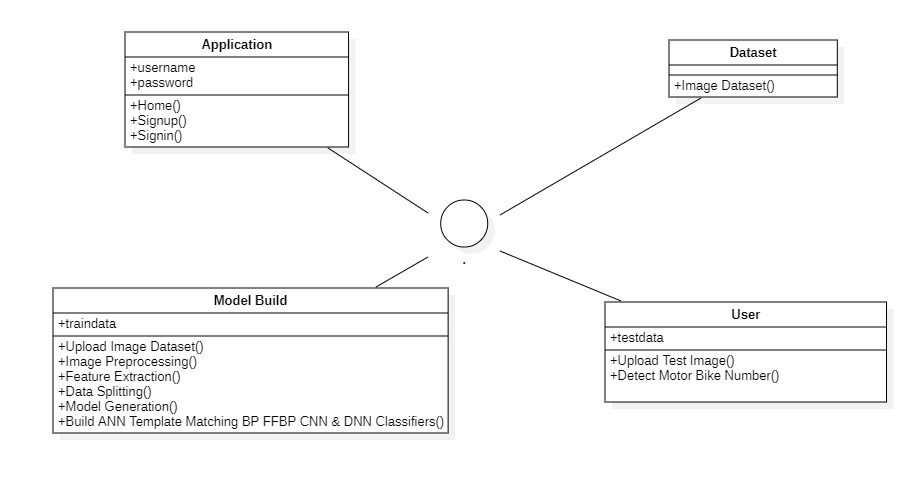 Application
+username
+password
+Home()
+Signup()
+Signin()
Dataset
+Image Dataset()
.
Model Build
+traindata
+Upload Image Dataset()
+Image Preprocessing()
+Feature Extraction()
+Data Splitting()
+Model Generation()
+Build ANN Template Matching BP FFBP CNN & DNN Classifiers()
User
+testdata
+Upload Test Image()
+Detect Motor Bike Number()